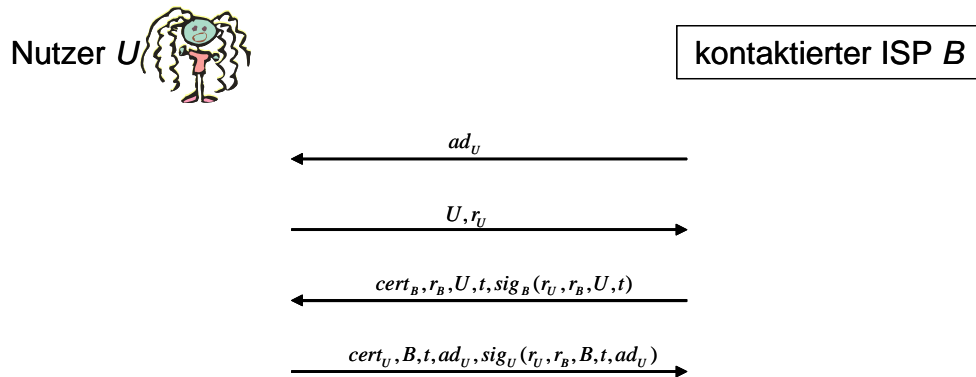 Nutzer U
kontaktierter ISP B
ad_U
U, r_U
cert_B, r_B, U, t, sig_B(r_U, r_B, U, t)
cert_U, B, t, ad_U, sig_U(r_U, r_B, B, t, ad_U)